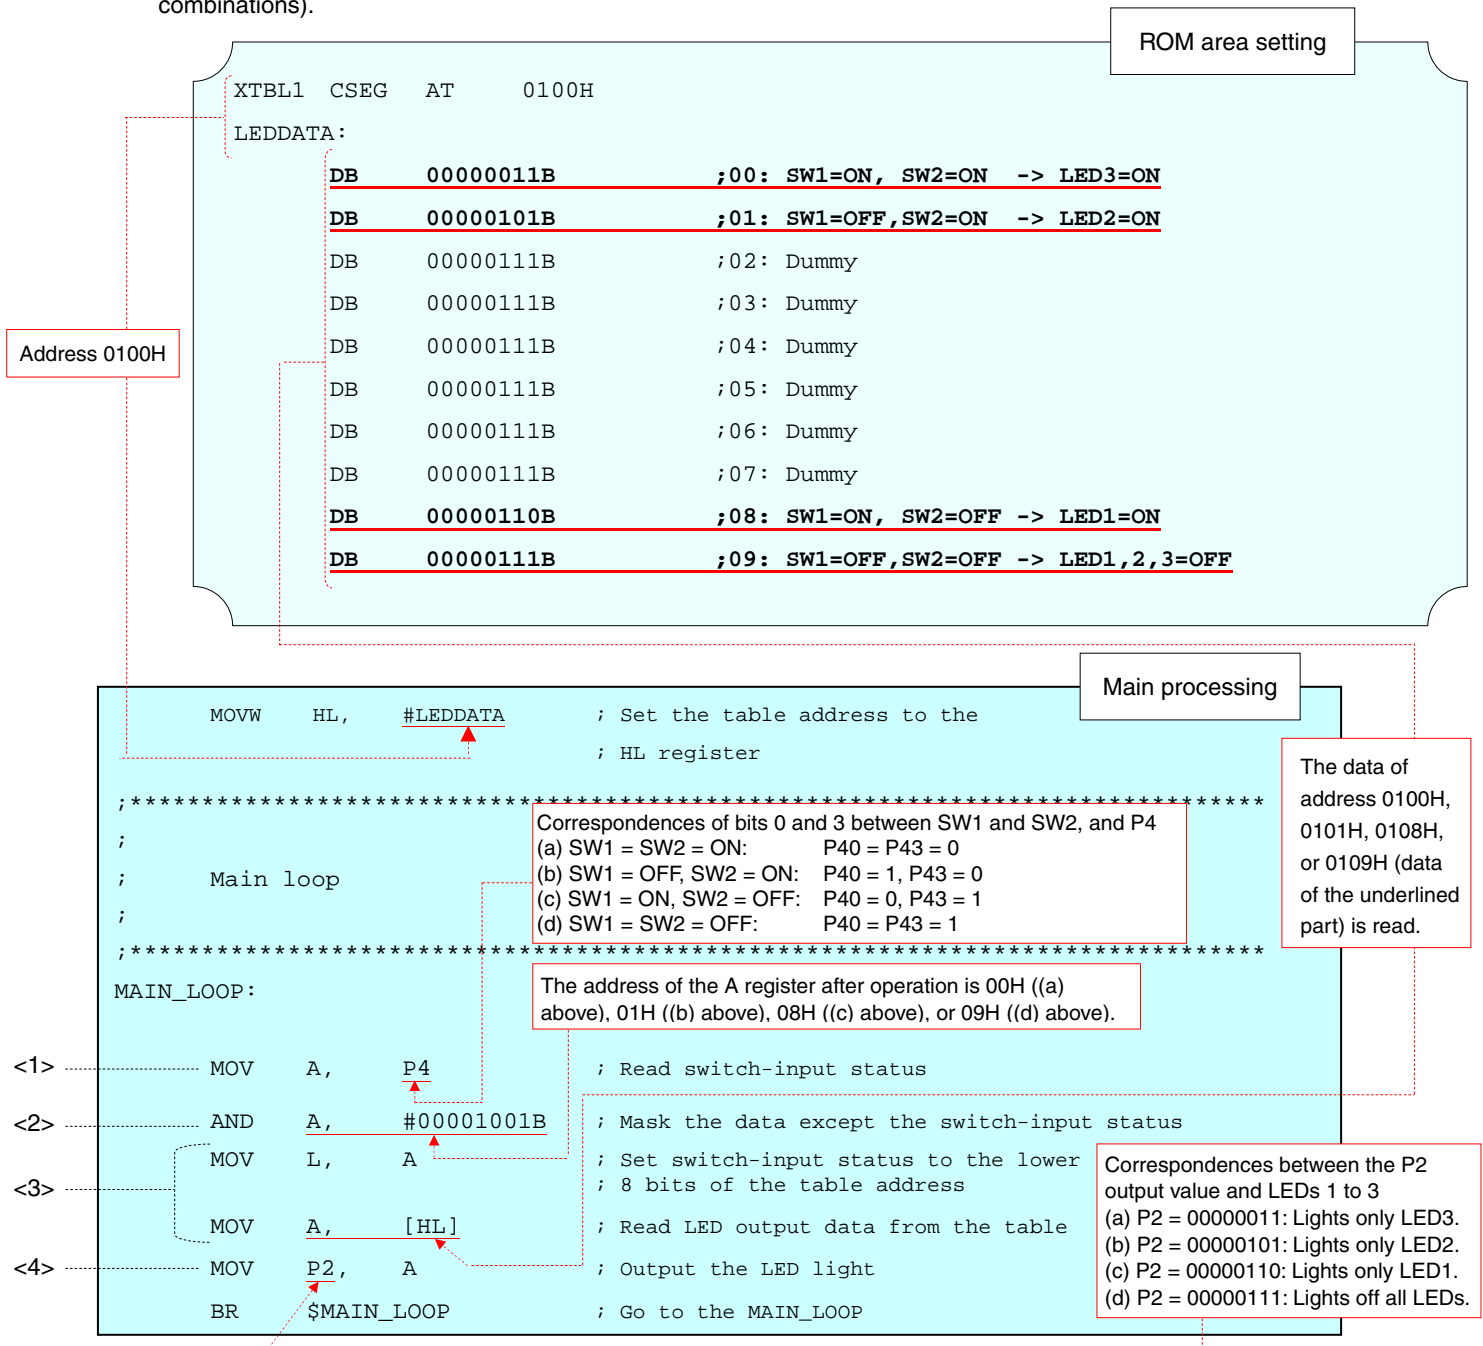 combinations).
ROM area setting
XTBL1 CSEG AT 0100H
LEDDATA:
DB 00000011B ;00: SW1=ON, SW2=ON -> LED3=ON
DB 00000101B ;01: SW1=OFF,SW2=ON -> LED2=ON
DB 00000111B ;02: Dummy
DB 00000111B ;03: Dummy
DB 00000111B ;04: Dummy
DB 00000111B ;05: Dummy
DB 00000111B ;06: Dummy
DB 00000111B ;07: Dummy
DB 00000110B ;08: SW1=ON, SW2=OFF -> LED1=ON
DB 00000111B ;09: SW1=OFF,SW2=OFF -> LED1,2,3=OFF
Address 0100H
Main processing
MOVW HL, #LEDDATA ; Set the table address to the
; HL register
The data of
address 0100H,
0101H, 0108H,
or 0109H (data
of the underlined
part) is read.
;*******************************************************************************
;
; Main loop
;
;*******************************************************************************
Correspondences of bits 0 and 3 between SW1 and SW2, and P4
(a) SW1 = SW2 = ON: P40 = P43 = 0
(b) SW1 = OFF, SW2 = ON: P40 = 1, P43 = 0
(c) SW1 = ON, SW2 = OFF: P40 = 0, P43 = 1
(d) SW1 = SW2 = OFF: P40 = P43 = 1
MAIN_LOOP:
The address of the A register after operation is 00H ((a)
above), 01H ((b) above), 08H ((c) above), or 09H ((d) above).
<1> MOV A, P4 ; Read switch-input status
<2> AND A, #00001001B ; Mask the data except the switch-input status
MOV L, A ; Set switch-input status to the lower
<3> ; 8 bits of the table address
MOV A, [HL] ; Read LED output data from the table
<4> MOV P2, A ; Output the LED light
BR $MAIN_LOOP ; Go to the MAIN_LOOP
Correspondences between the P2
output value and LEDs 1 to 3
(a) P2 = 00000011: Lights only LED3.
(b) P2 = 00000101: Lights only LED2.
(c) P2 = 00000110: Lights only LED1.
(d) P2 = 00000111: Lights off all LEDs.